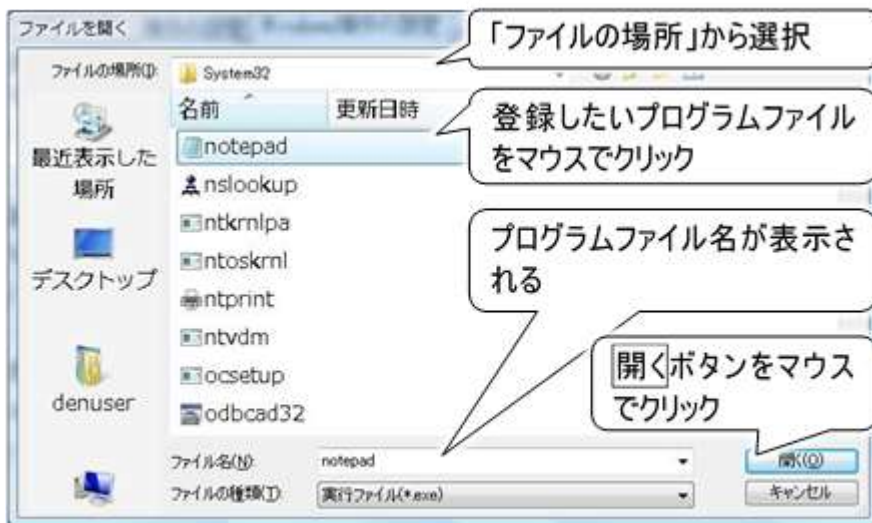 ファイルを開く
「ファイルの場所」から選択
ファイルの場所(I):
System32
名前
更新日時
登録したいプログラムファイル
をマウスでクリック
最近表示した
場所
デスクトップ
denuser
notepad
nslookup
ntkrnlpa
ntoskrnl
ntprint
ntvdm
ocsetup
odbcad32
プログラムファイル名が表示さ
れる
開くボタンをマウス
でクリック
ファイル名(N):
notepad
開く(O)
ファイルの種類(T):
実行ファイル(*.exe)
キャンセル